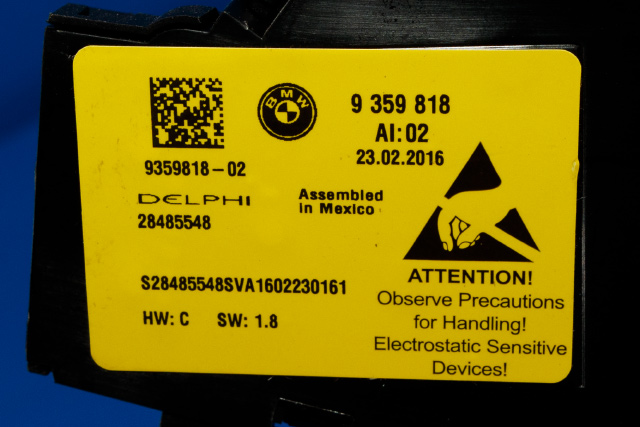 BMW
9 359 818
AI:02
23.02.2016
9359818-02
DELPHI
28485548
Assembled
in Mexico
S28485548SVA1602230161
HW: C SW: 1.8
ATTENTION!
Observe Precautions
for Handling!
Electrostatic Sensitive
Devices!